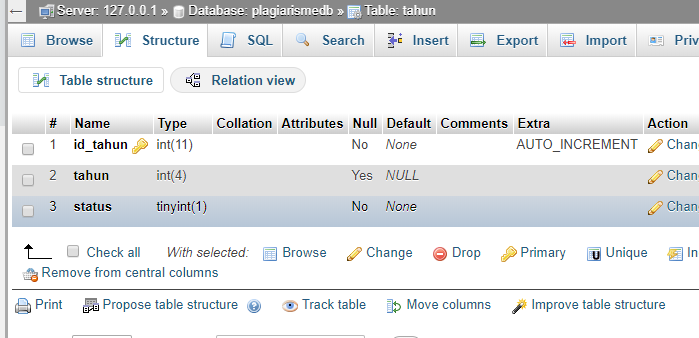 Server: 127.0.0.1 » Database: plagiarismedb » Table: tahun
Browse Structure SQL Search Insert Export Import Priv
Table structure Relation view
# Name Type Collation Attributes Null Default Comments Extra Action
1 id_tahun int(11) No None AUTO_INCREMENT Chan
2 tahun int(4) Yes NULL Chan
3 status tinyint(1) No None Chan
Check all With selected: Browse Change Drop Primary Unique In
Remove from central columns
Print Propose table structure Track table Move columns Improve table structure